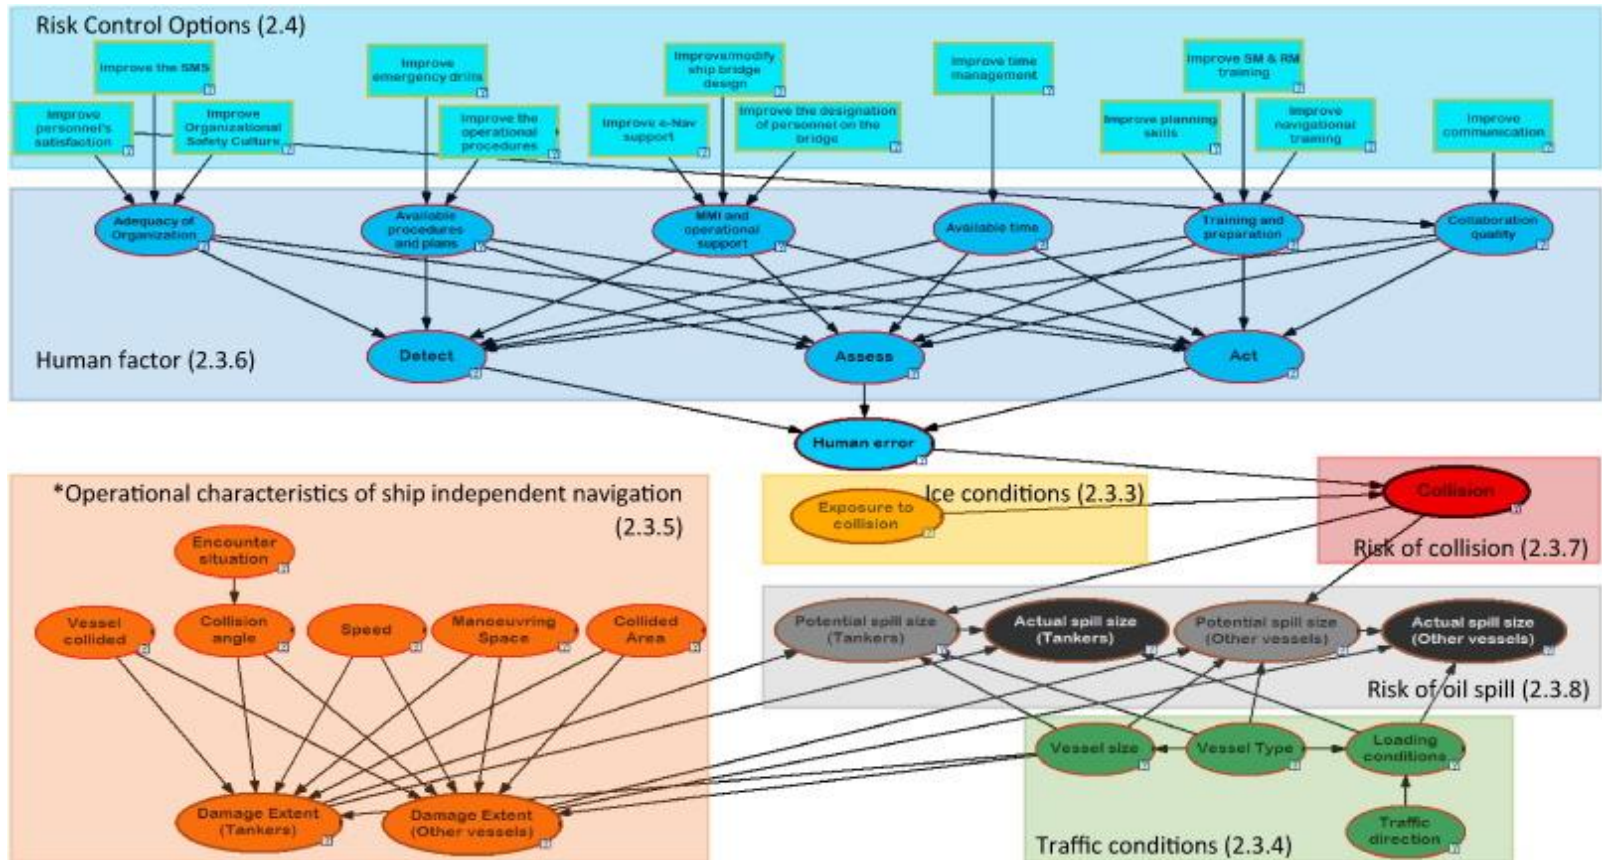 Risk Control Options (2.4)
Improve the SMS
Improve
emergency drills
Improve/modify
ship bridge
design
Improve time
management
Improve SM & RM
training
Improve
personnel's
satisfaction
Improve
Organizational
Safety Culture
Improve the
operational
procedures
Improve e-Nav
support
Improve the designation
of personnel on the
bridge
Improve planning
skills
Improve
navigational
training
Improve
communication
Adequacy of
Organization
Available
procedures
and plans
MMI and
operational
support
Available time
Training and
preparation
Collaboration
quality
Detect
Assess
Act
Human factor (2.3.6)
Human error
*Operational characteristics of ship independent navigation
(2.3.5)
Ice conditions (2.3.3)
Exposure to
collision
Collision
Risk of collision (2.3.7)
Encounter
situation
Vessel
collided
Collision
angle
Speed
Manoeuvring
Space
Collided
Area
Potential spill size
(Tankers)
Actual spill size
(Tankers)
Potential spill size
(Other vessels)
Actual spill size
(Other vessels)
Risk of oil spill (2.3.8)
Vessel size
Vessel Type
Loading
conditions
Damage Extent
(Tankers)
Damage Extent
(Other vessels)
Traffic
direction
Traffic conditions (2.3.4)